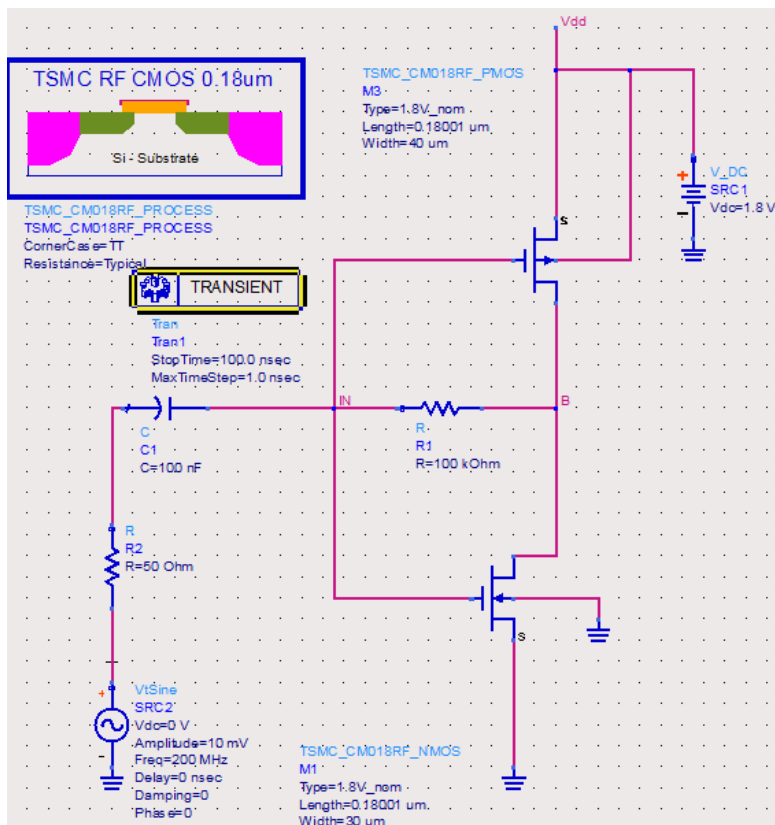 Vdd
TSMC RF CMOS 0.18um
Si - Substrate
TSMC_CM018RF_PROCESS
TSMC_CM018RF_PROCESS
CornerCase=TT
Resistance=Typical
TSMC_CM018RF_PMOS
M3
Type=1.8V_nom
Length=0.18001 um
Width=40 um
S
+
-
V_DC
SRC1
Vdc=1.8 V
TRANSIENT
Tran
Tran1
StopTime=100.0 nsec
MaxTimeStep=1.0 nsec
IN
B
C
C1
C=100 nF
R
R1
R=100 kOhm
R
R2
R=50 Ohm
S
+
-
VtSine
SRC2
Vdc=0 V
Amplitude=10 mV
Freq=200 MHz
Delay=0 nsec
Damping=0
Phase=0
TSMC_CM018RF_NMOS
M1
Type=1.8V_nom
Length=0.18001 um
Width=30 um